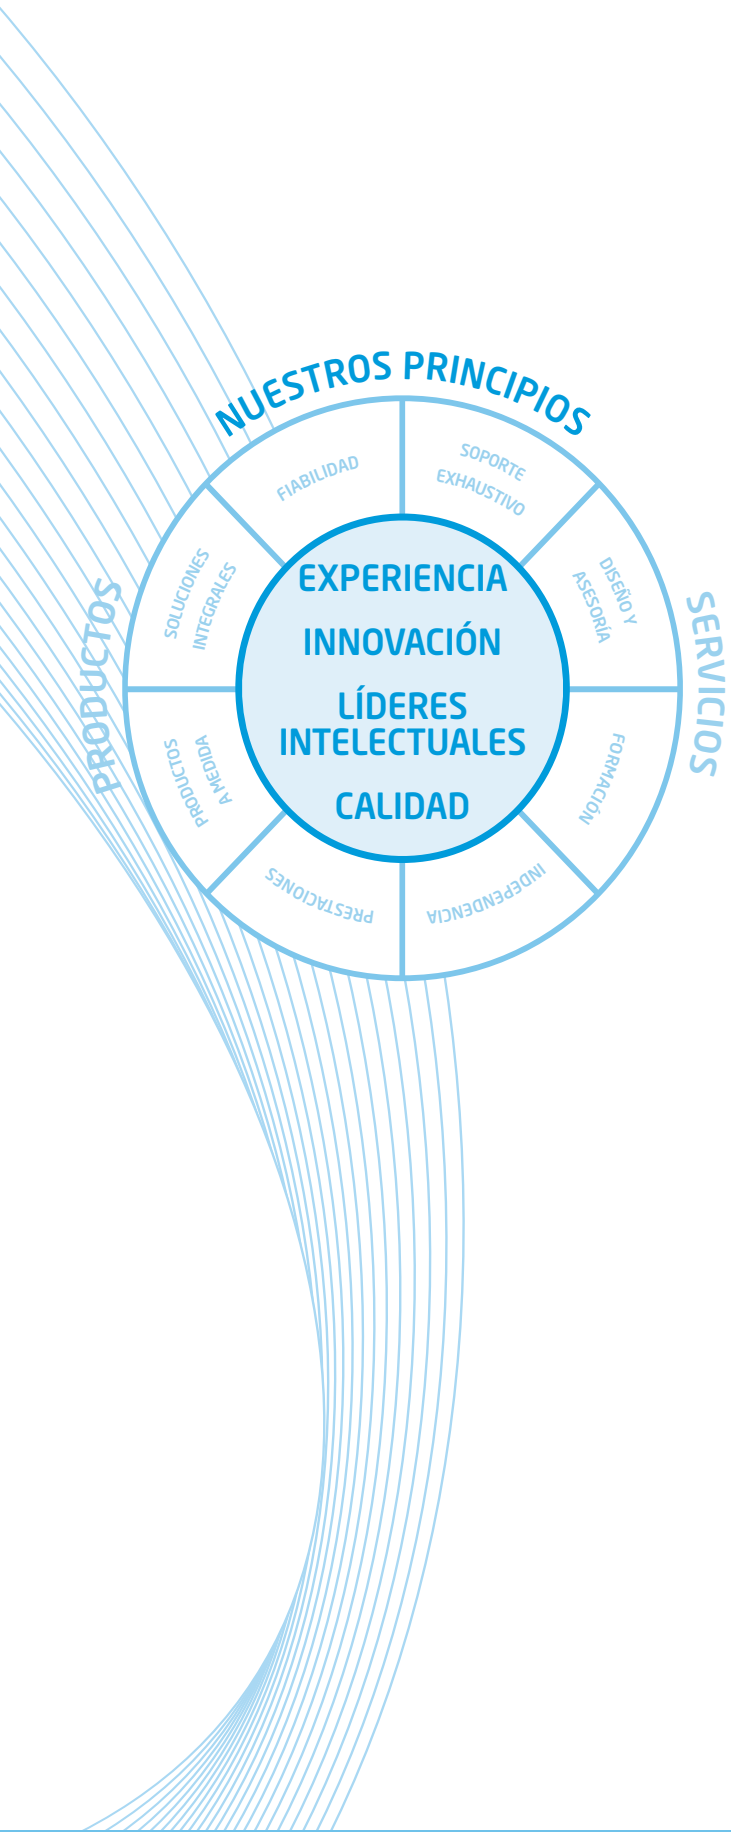 NUESTROS PRINCIPIOS
FIABILIDAD
SOPORTE
EXHAUSTIVO
DISEÑO Y
ASESORÍA
FORMACIÓN
INDEPENDENCIA
PRESTACIONES
PRODUCTOS
A MEDIDA
SOLUCIONES
INTEGRALES
PRODUCTOS
SERVICIOS
EXPERIENCIA
INNOVACIÓN
LÍDERES
INTELECTUALES
CALIDAD